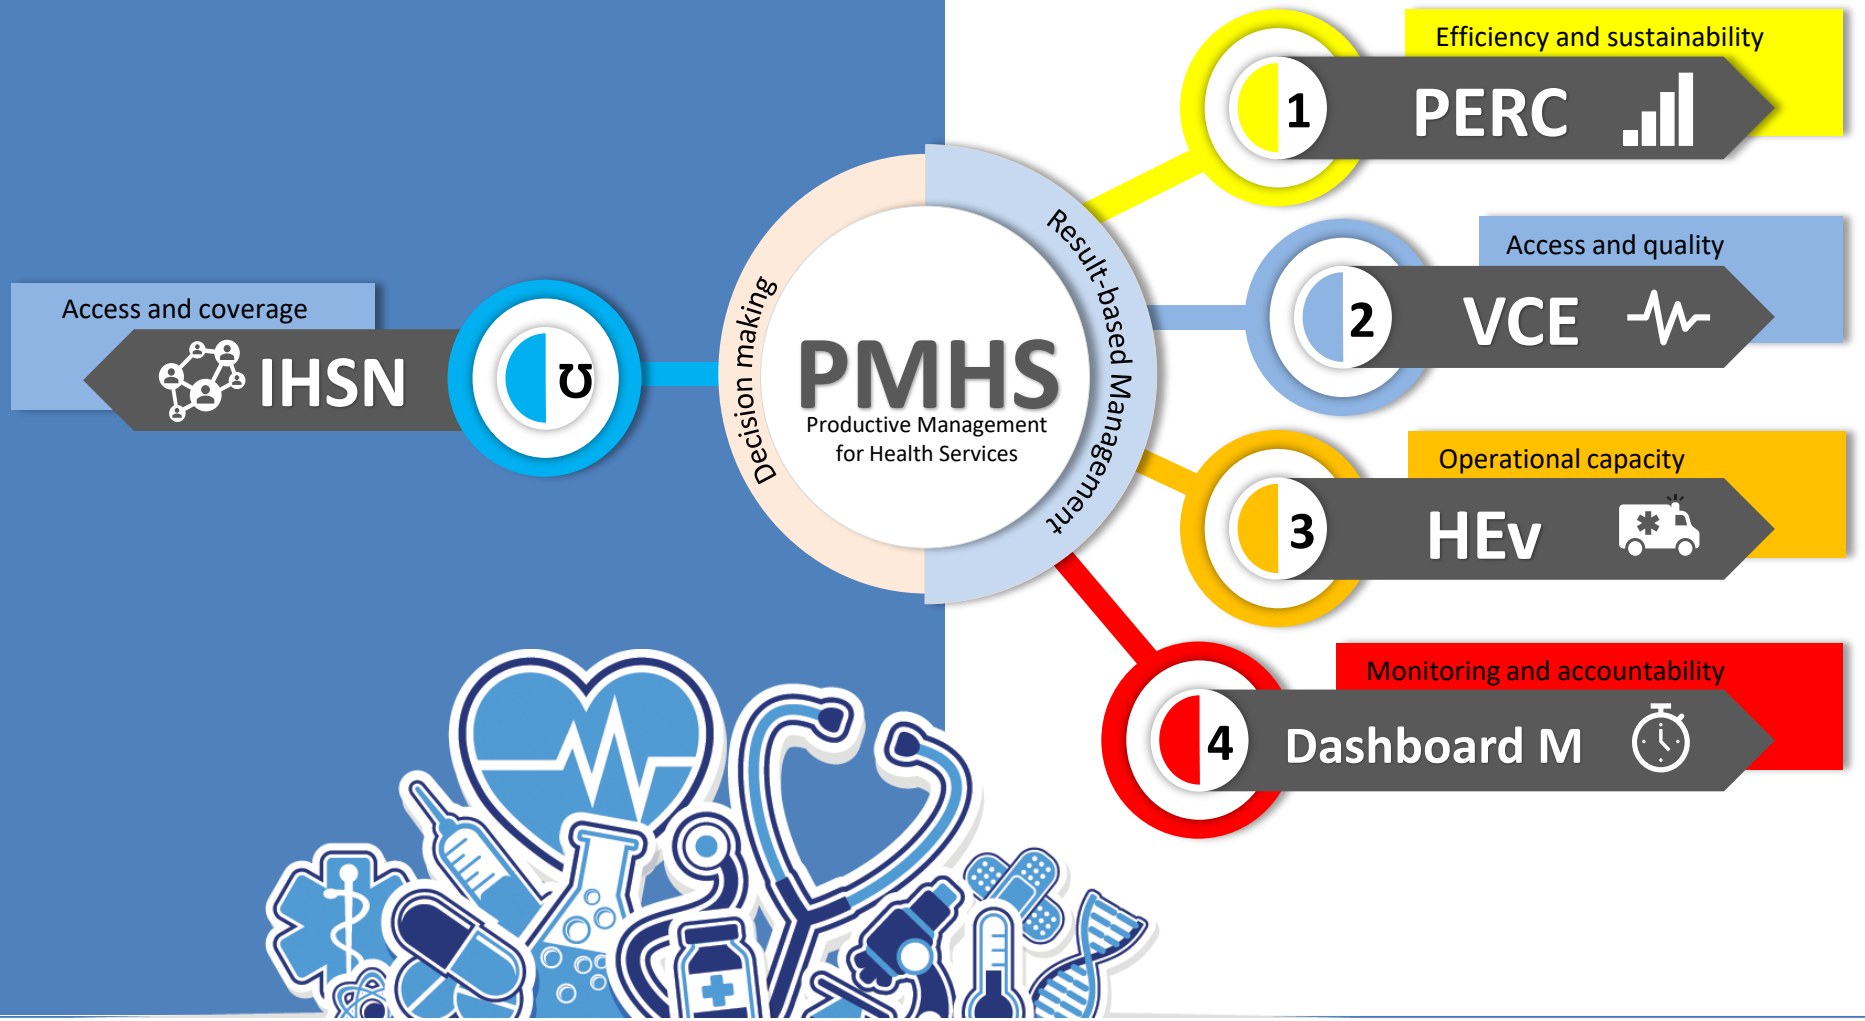 Access and coverage
IHSN
Ʊ
Decision making
PMHS
Productive Management
for Health Services
Result-based Management
Efficiency and sustainability
1
PERC
Access and quality
2
VCE
Operational capacity
3
HEv
Monitoring and accountability
4
Dashboard M